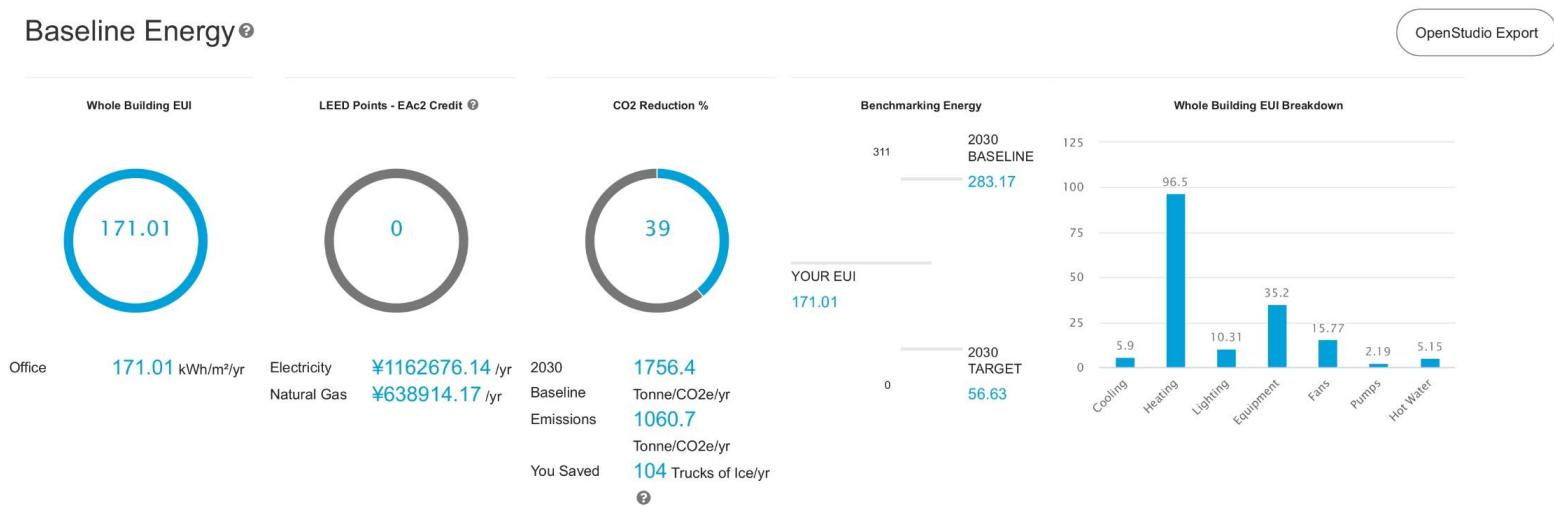 Baseline Energy ?
OpenStudio Export
Whole Building EUI
171.01
Office 171.01 kWh/m²/yr
LEED Points - EAc2 Credit ?
0
Electricity ¥1162676.14 /yr
Natural Gas ¥638914.17 /yr
CO2 Reduction %
39
2030 1756.4
Baseline Tonne/CO2e/yr
Emissions 1060.7
Tonne/CO2e/yr
You Saved 104 Trucks of Ice/yr
?
Benchmarking Energy
311
2030
BASELINE
283.17
YOUR EUI
171.01
2030
TARGET
0
56.63
Whole Building EUI Breakdown
125
100
75
50
25
0
5.9
96.5
10.31
35.2
15.77
2.19
5.15
Cooling
Heating
Lighting
Equipment
Fans
Pumps
Hot Water